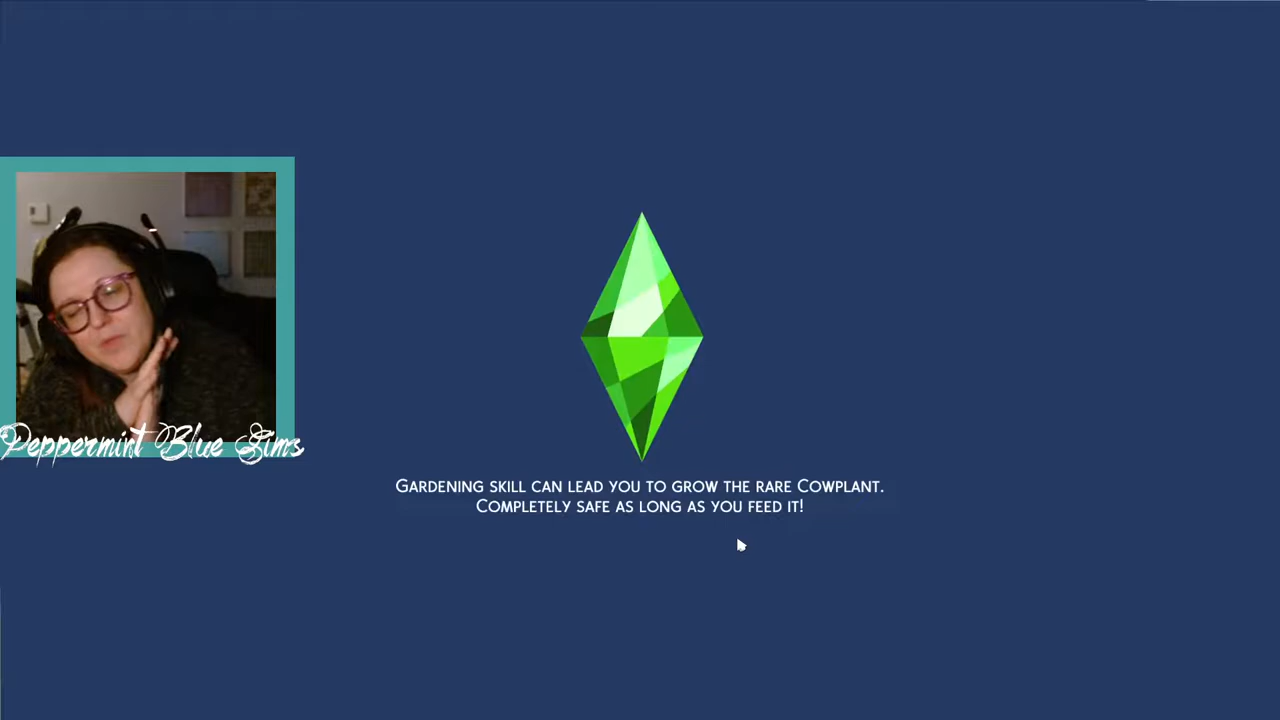 Peppermint Blue Sims
GARDENING SKILL CAN LEAD YOU TO GROW THE RARE COWPLANT.
COMPLETELY SAFE AS LONG AS YOU FEED IT!